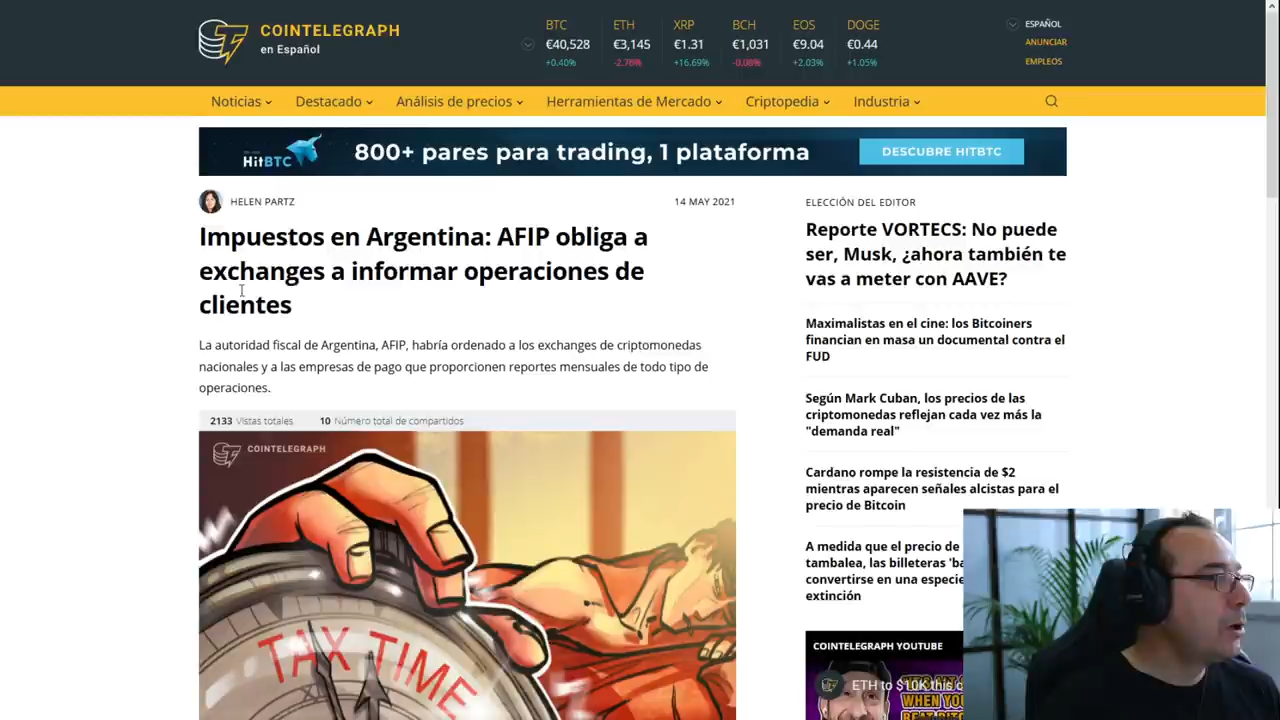 COINTELEGRAPH
en Español
BTC
€40,528
+0.40%
ETH
€3,145
-2.76%
XRP
€1.31
+16.69%
BCH
€1,031
-0.08%
EOS
€9.04
+2.03%
DOGE
€0.44
+1.05%
ESPAÑOL
ANUNCIAR
EMPLEOS
Noticias
Destacado
Análisis de precios
Herramientas de Mercado
Criptopedia
Industria
HitBTC
800+ pares para trading, 1 plataforma
DESCUBRE HITBTC
HELEN PARTZ
14 MAY 2021
Impuestos en Argentina: AFIP obliga a
exchanges a informar operaciones de
clientes
La autoridad fiscal de Argentina, AFIP, habría ordenado a los exchanges de criptomonedas
nacionales y a las empresas de pago que proporcionen reportes mensuales de todo tipo de
operaciones.
2133 Vistas totales
10 Número total de compartidos
COINTELEGRAPH
TAX TIME
ELECCIÓN DEL EDITOR
Reporte VORTECS: No puede
ser, Musk, ¿ahora también te
vas a meter con AAVE?
Maximalistas en el cine: los Bitcoiners
financian en masa un documental contra el
FUD
Según Mark Cuban, los precios de las
criptomonedas reflejan cada vez más la
"demanda real"
Cardano rompe la resistencia de $2
mientras aparecen señales alcistas para el
precio de Bitcoin
A medida que el precio de
tambalea, las billeteras 'ba
convertirse en una especie
extinción
COINTELEGRAPH YOUTUBE
ETH to $10K this
WHEN YOU